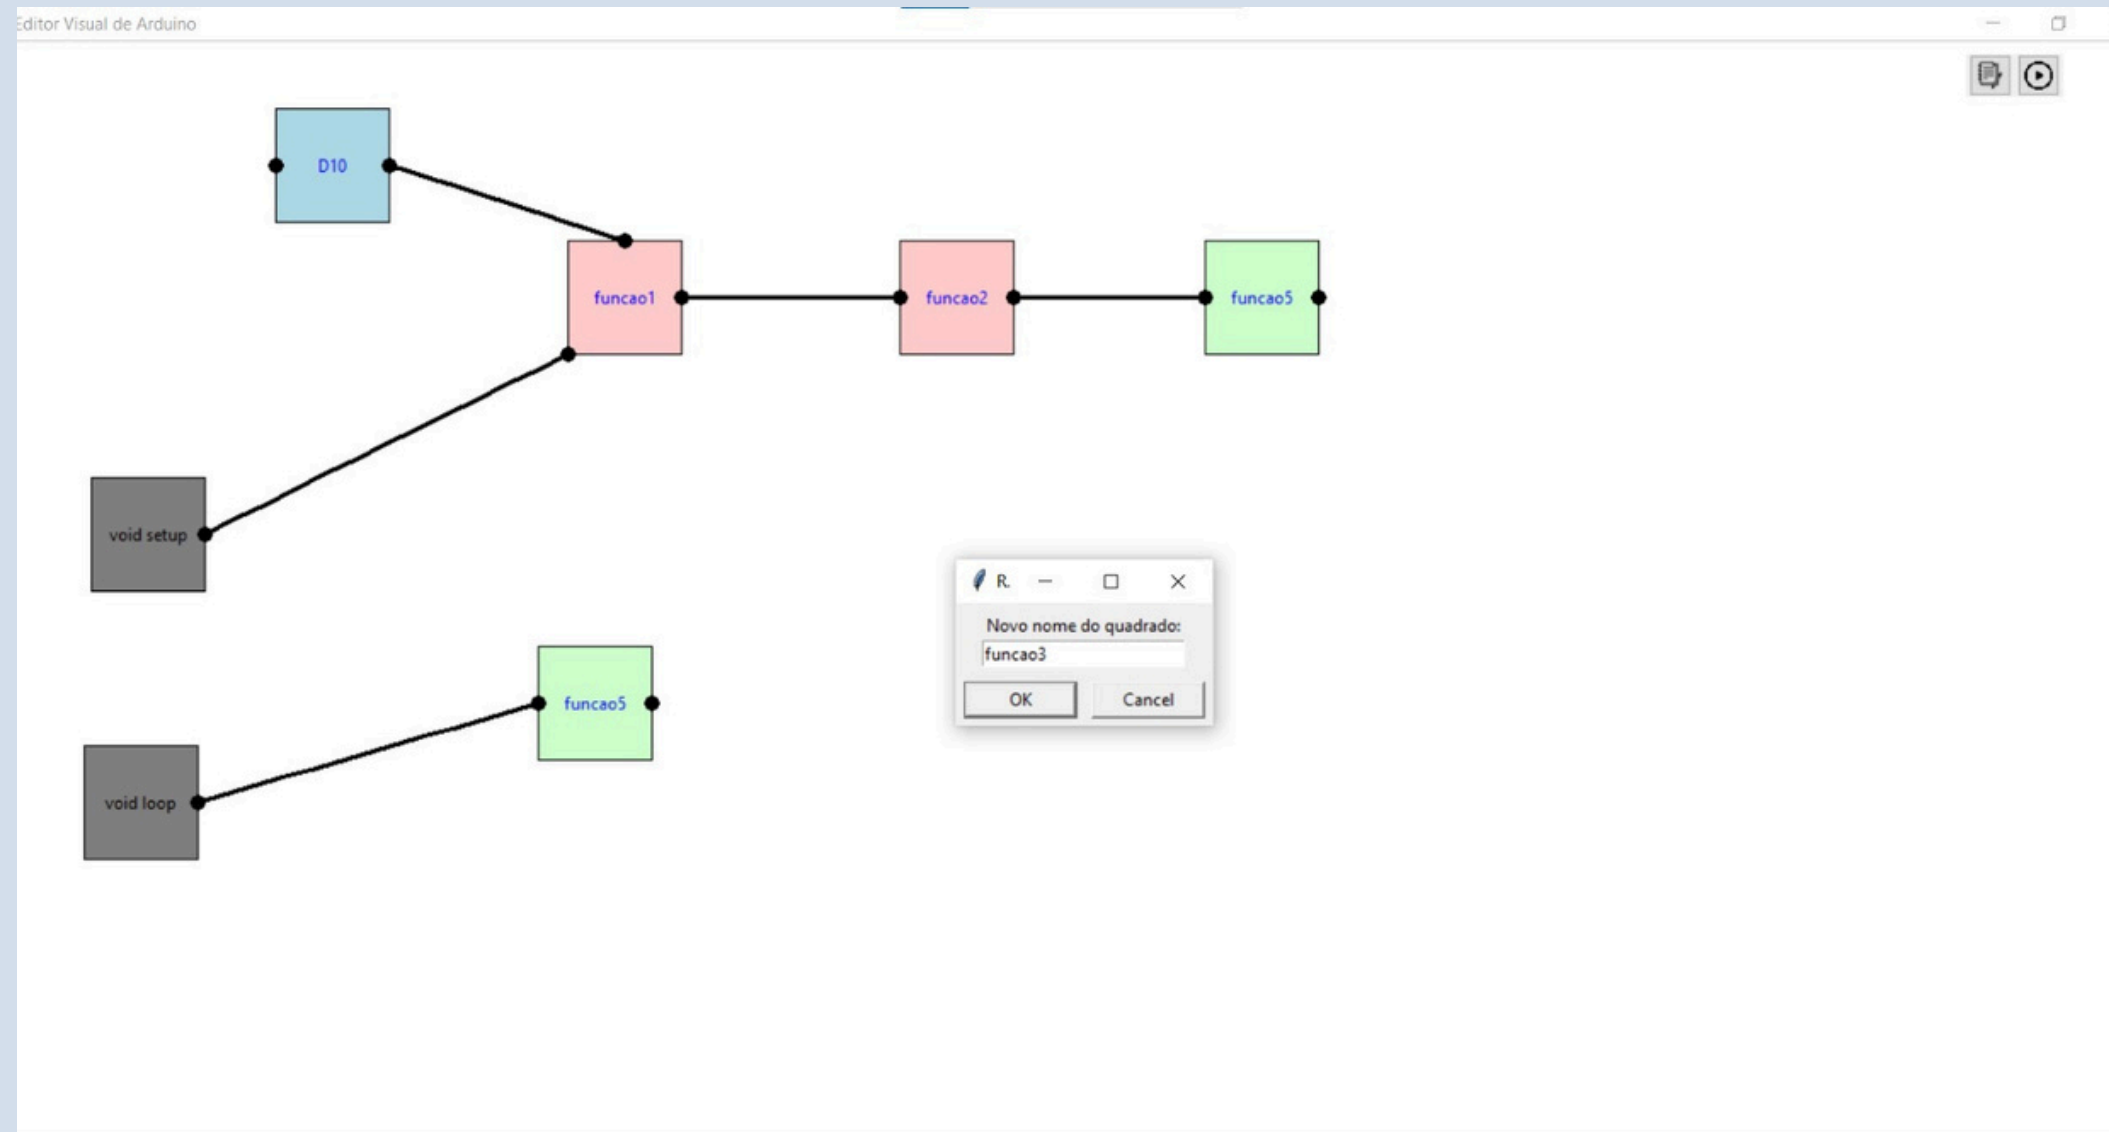 Editor Visual de Arduino
D10
funcao1
funcao2
funcao5
void setup
R.
Novo nome do quadrado:
funcao3
OK
Cancel
funcao5
void loop